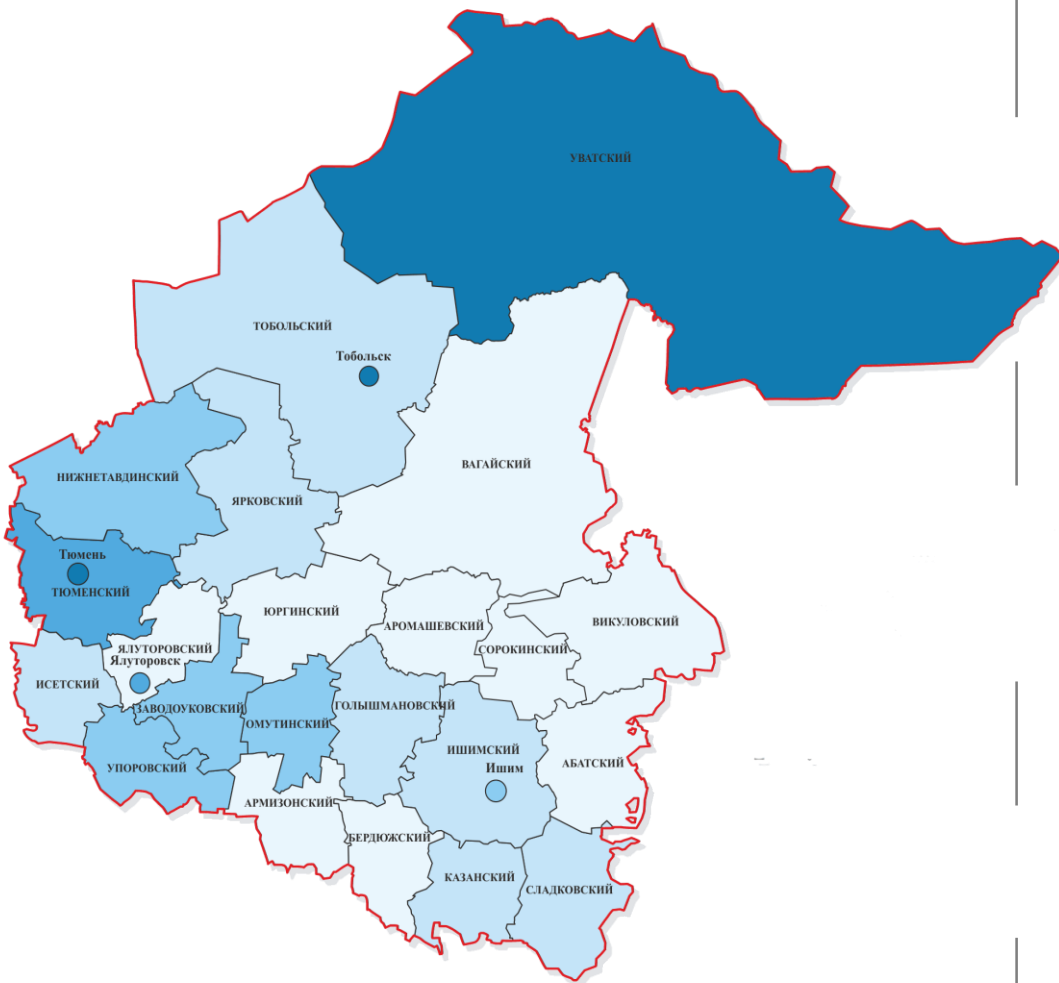 УВАТСКИЙ
ТОБОЛЬСКИЙ
Тобольск
ВАГАЙСКИЙ
НИЖНЕТАВДИНСКИЙ
ЯРКОВСКИЙ
Тюмень
ТЮМЕНСКИЙ
ЮРГИНСКИЙ
АРОМАШЕВСКИЙ
ВИКУЛОВСКИЙ
СОРОКИНСКИЙ
ЯЛУТОРОВСКИЙ
Ялуторовск
ИСЕТСКИЙ
ЗАВОДОУКОВСКИЙ
ОМУТИНСКИЙ
ГОЛЫШМАНОВСКИЙ
ИШИМСКИЙ
Ишим
АБАТСКИЙ
УПОРОВСКИЙ
АРМИЗОНСКИЙ
БЕРДЮЖСКИЙ
КАЗАНСКИЙ
СЛАДКОВСКИЙ